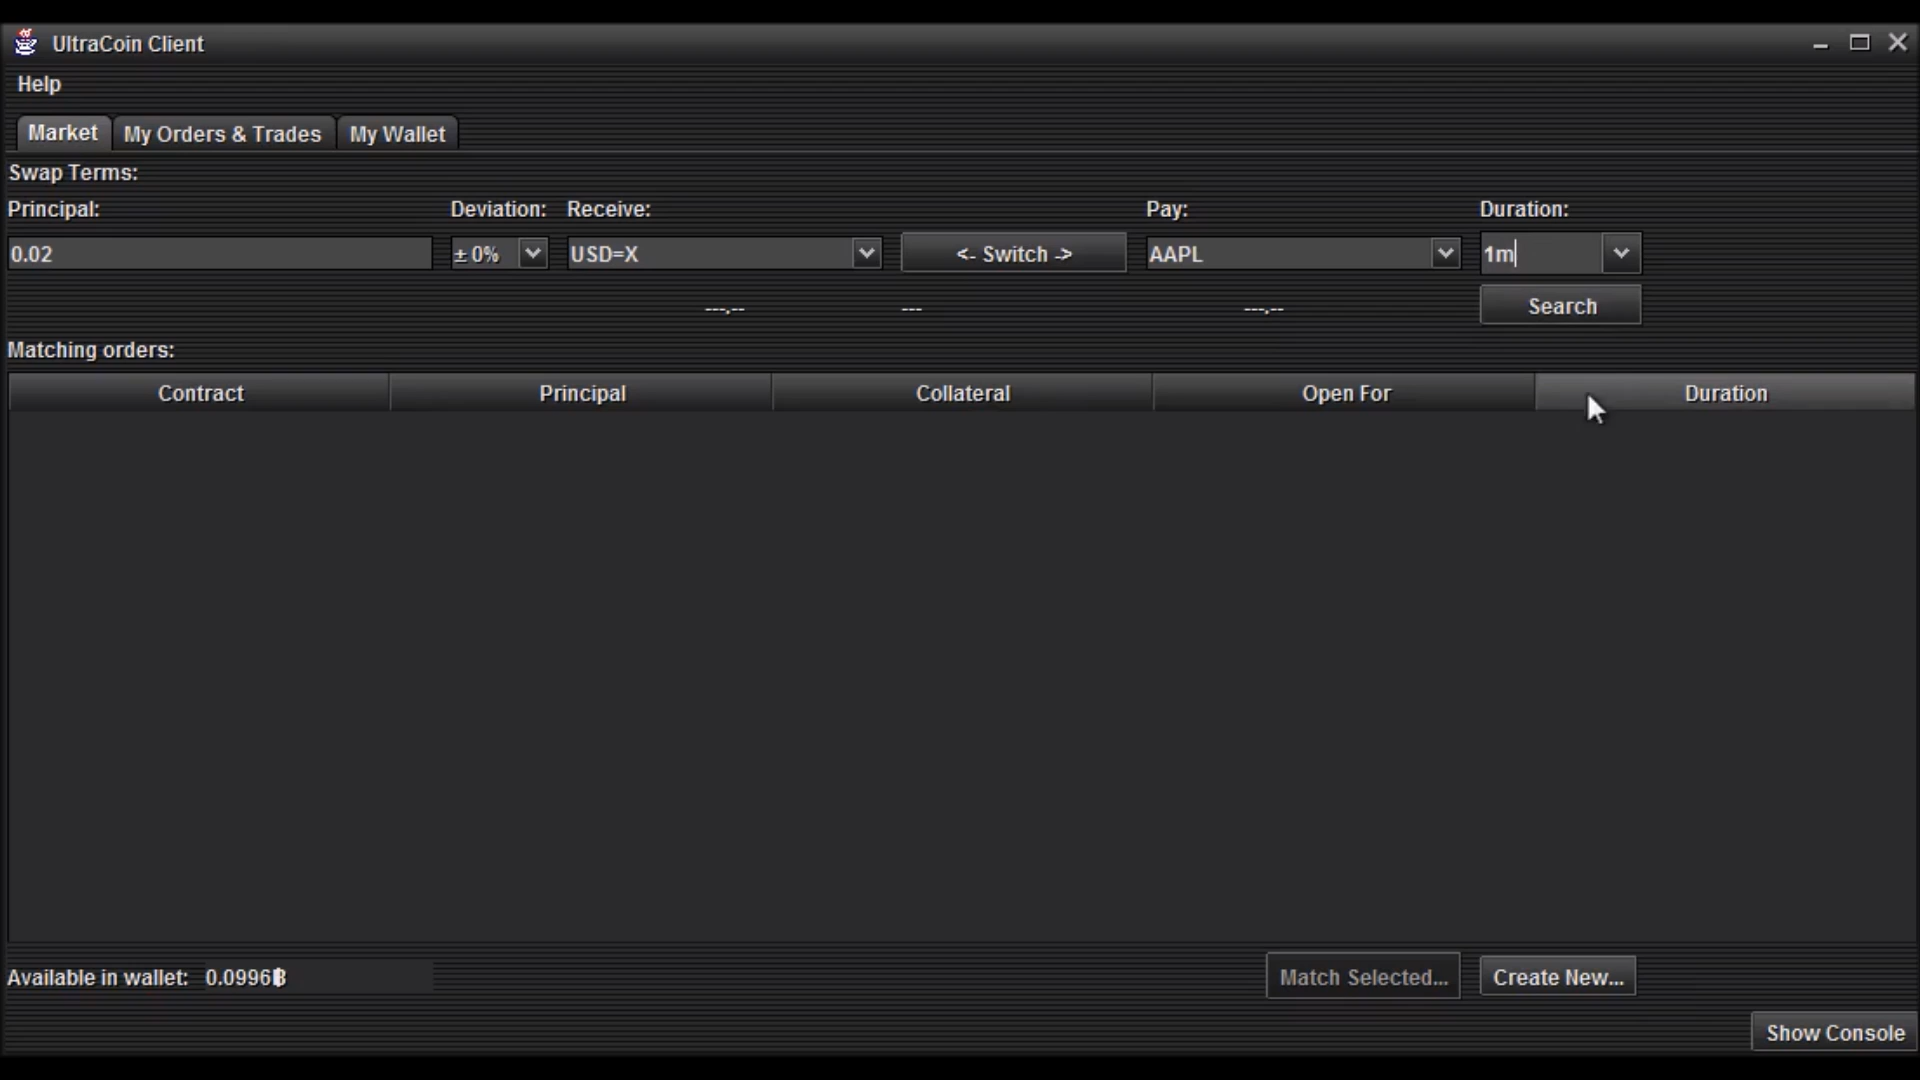 UltraCoin Client
Help
Market My Orders & Trades My Wallet
Swap Terms:
Principal: Deviation: Receive: Pay: Duration:
0.02 ± 0% USD=X <- Switch -> AAPL 1m
---.-- --- ---.-- Search
Matching orders:
Contract Principal Collateral Open For Duration
Available in wallet: 0.0996฿ Match Selected... Create New...
Show Console